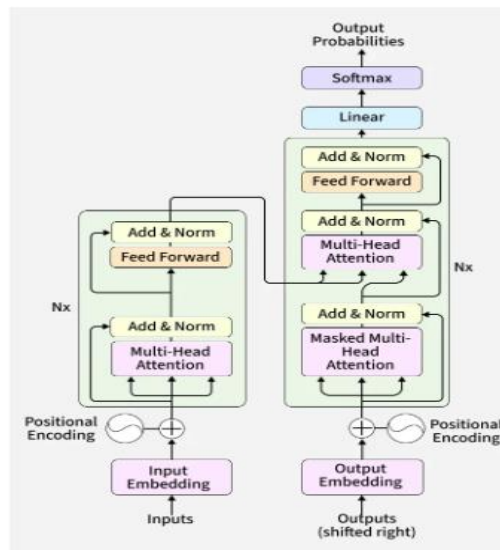 Output
Probabilities
Softmax
Linear
Add & Norm
Feed Forward
Add & Norm
Multi-Head
Attention
Nx
Add & Norm
Masked Multi-
Head
Attention
Positional
Encoding
Output
Embedding
Outputs
(shifted right)
Add & Norm
Feed Forward
Nx
Add & Norm
Multi-Head
Attention
Positional
Encoding
Input
Embedding
Inputs